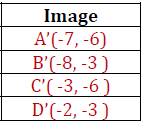 Image
A’(-7, -6)
B’(-8, -3 )
C’( -3, -6 )
D’(-2, -3 )